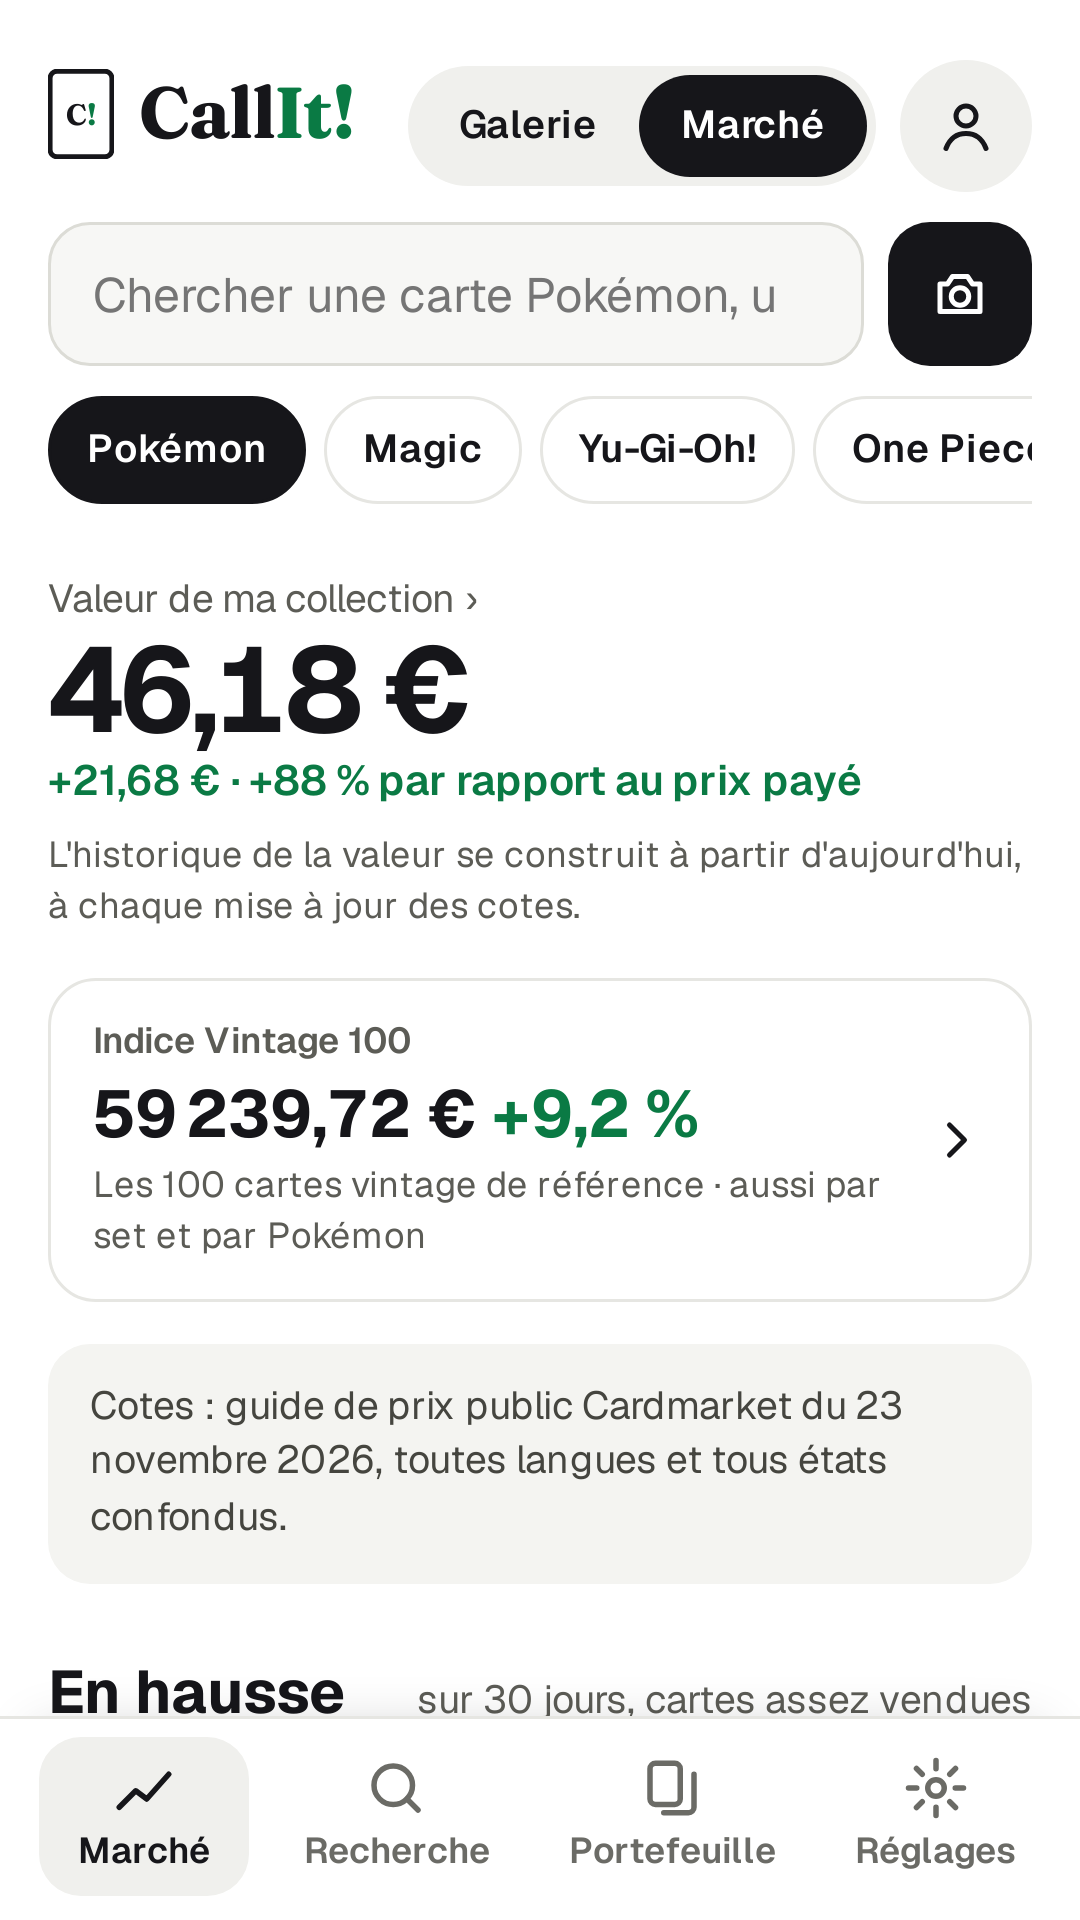 C! CallIt! Galerie Marché
Chercher une carte Pokémon, u
Pokémon Magic Yu-Gi-Oh! One Piece
Valeur de ma collection ›
46,18 €
+21,68 € · +88 % par rapport au prix payé
L'historique de la valeur se construit à partir d'aujourd'hui,
à chaque mise à jour des cotes.
Indice Vintage 100
59 239,72 € +9,2 %
Les 100 cartes vintage de référence · aussi par
set et par Pokémon
Cotes : guide de prix public Cardmarket du 23
novembre 2026, toutes langues et tous états
confondus.
En hausse sur 30 jours, cartes assez vendues
Marché Recherche Portefeuille Réglages